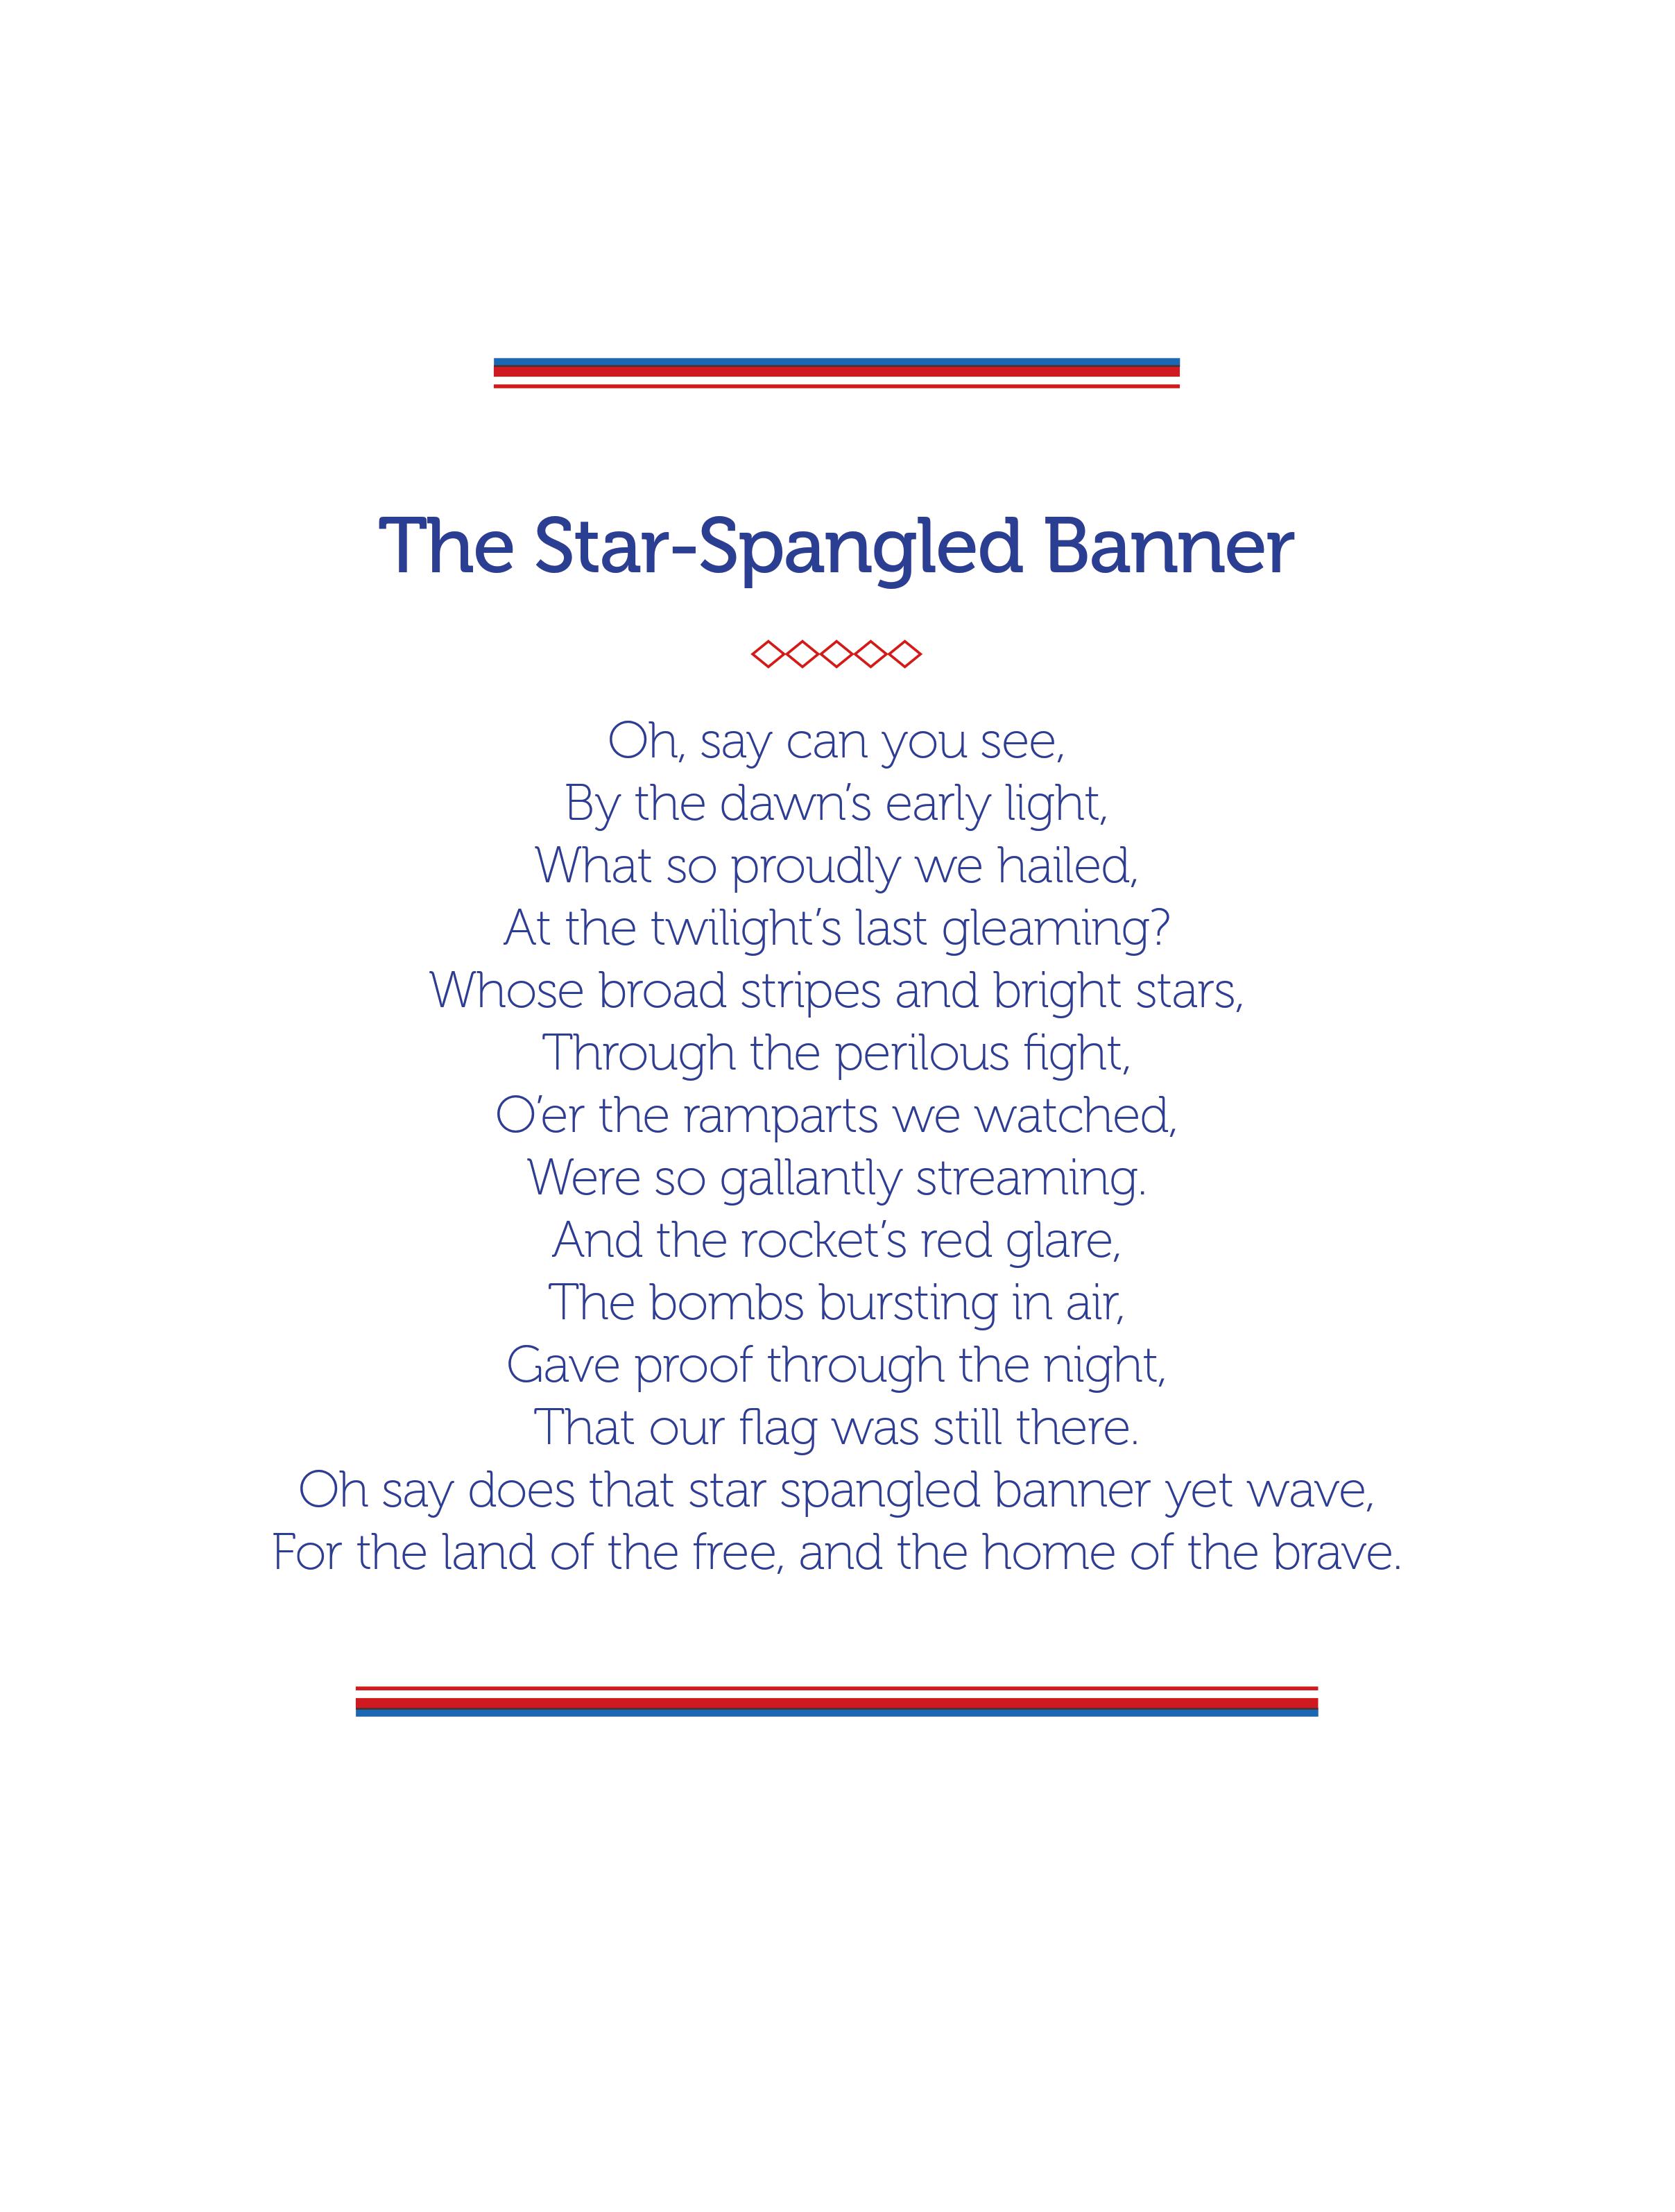 The Star-Spangled Banner
Oh, say can you see,
By the dawn’s early light,
What so proudly we hailed,
At the twilight’s last gleaming?
Whose broad stripes and bright stars,
Through the perilous fight,
O’er the ramparts we watched,
Were so gallantly streaming.
And the rocket’s red glare,
The bombs bursting in air,
Gave proof through the night,
That our flag was still there.
Oh say does that star spangled banner yet wave,
For the land of the free, and the home of the brave.